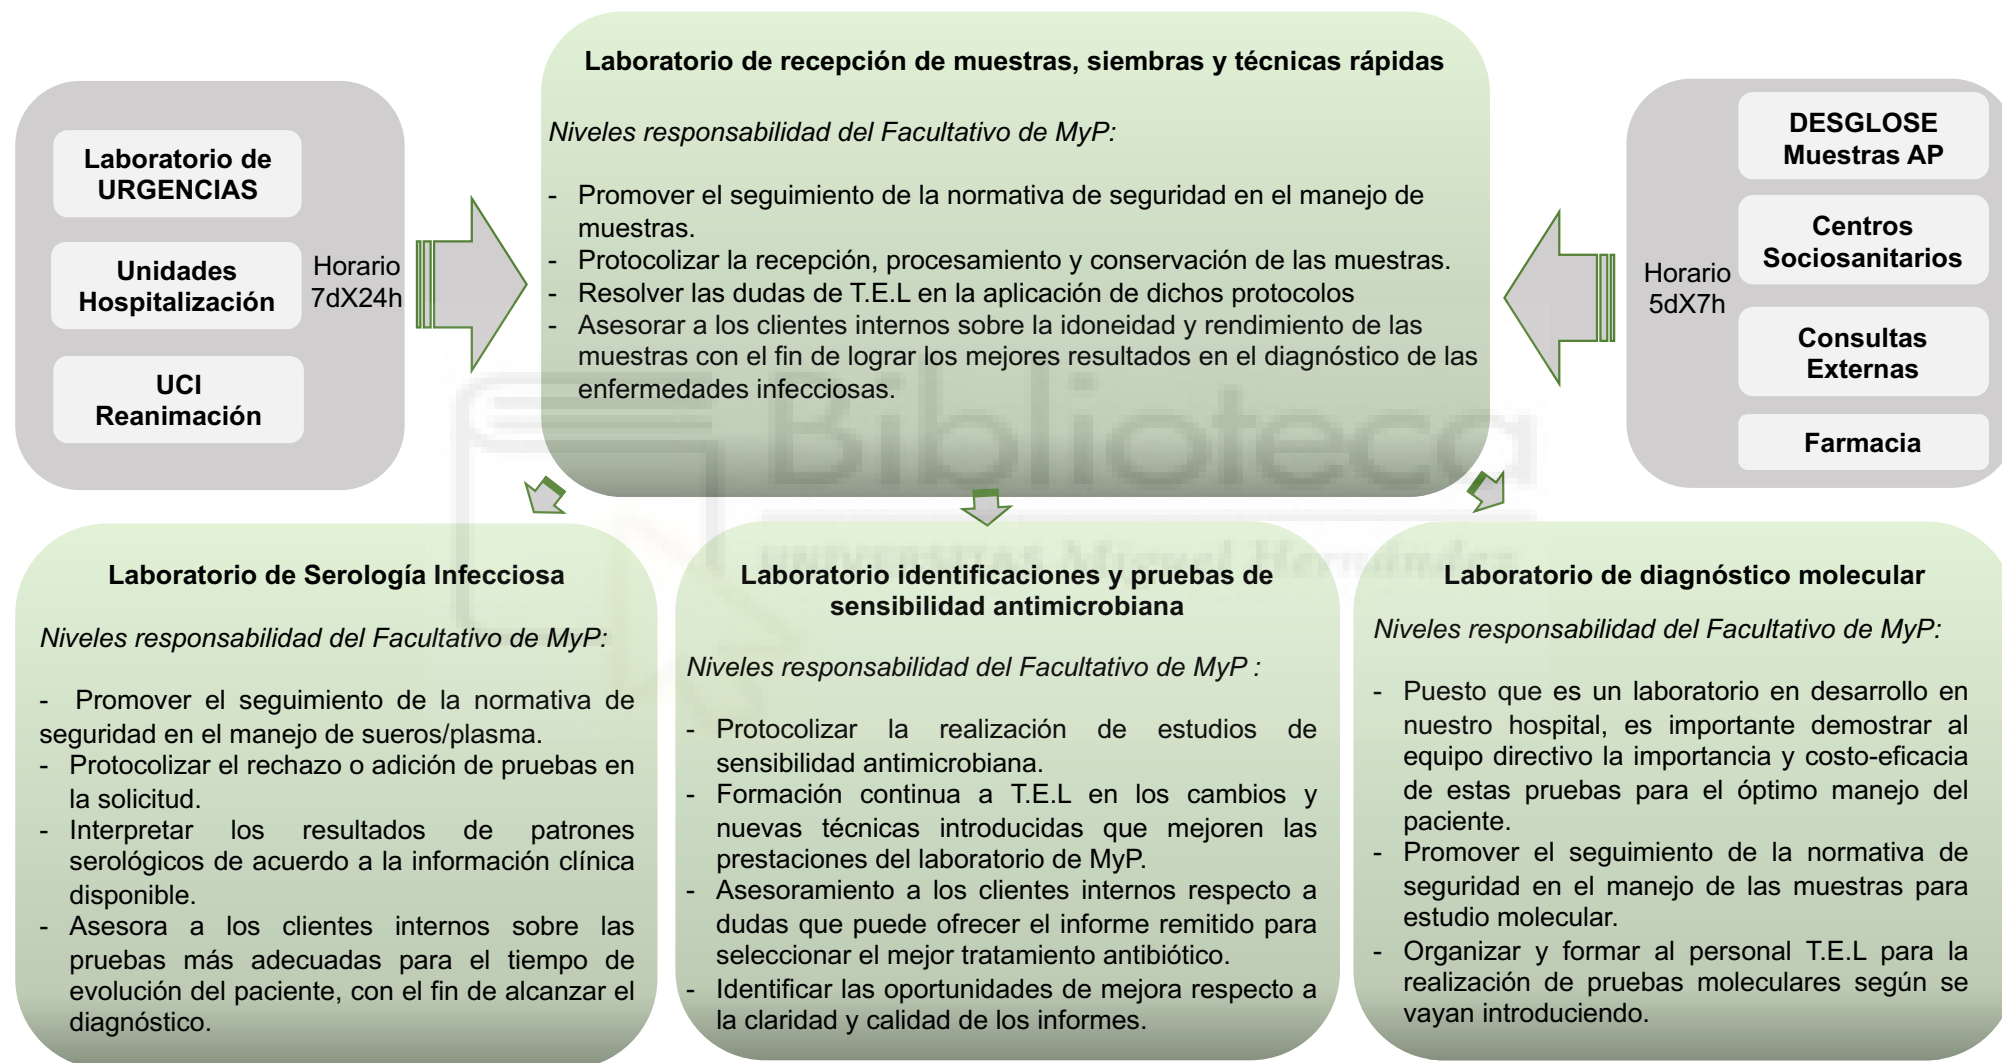 Laboratorio de recepción de muestras, siembras y técnicas rápidas
Niveles responsabilidad del Facultativo de MyP:
- Promover el seguimiento de la normativa de seguridad en el manejo de
muestras.
- Protocolizar la recepción, procesamiento y conservación de las muestras.
- Resolver las dudas de T.E.L en la aplicación de dichos protocolos
- Asesorar a los clientes internos sobre la idoneidad y rendimiento de las
muestras con el fin de lograr los mejores resultados en el diagnóstico de las
enfermedades infecciosas.
Laboratorio de
URGENCIAS
Unidades
Hospitalización
UCI
Reanimación
Horario
7dX24h
Horario
5dX7h
DESGLOSE
Muestras AP
Centros
Sociosanitarios
Consultas
Externas
Farmacia
Biblioteca
UNIVERSITAS Miguel Hernández
Laboratorio de Serología Infecciosa
Niveles responsabilidad del Facultativo de MyP:
- Promover el seguimiento de la normativa de
seguridad en el manejo de sueros/plasma.
- Protocolizar el rechazo o adición de pruebas en
la solicitud.
- Interpretar los resultados de patrones
serológicos de acuerdo a la información clínica
disponible.
- Asesora a los clientes internos sobre las
pruebas más adecuadas para el tiempo de
evolución del paciente, con el fin de alcanzar el
diagnóstico.
Laboratorio identificaciones y pruebas de
sensibilidad antimicrobiana
Niveles responsabilidad del Facultativo de MyP :
- Protocolizar la realización de estudios de
sensibilidad antimicrobiana.
- Formación continua a T.E.L en los cambios y
nuevas técnicas introducidas que mejoren las
prestaciones del laboratorio de MyP.
- Asesoramiento a los clientes internos respecto a
dudas que puede ofrecer el informe remitido para
seleccionar el mejor tratamiento antibiótico.
- Identificar las oportunidades de mejora respecto a
la claridad y calidad de los informes.
Laboratorio de diagnóstico molecular
Niveles responsabilidad del Facultativo de MyP:
- Puesto que es un laboratorio en desarrollo en
nuestro hospital, es importante demostrar al
equipo directivo la importancia y costo-eficacia
de estas pruebas para el óptimo manejo del
paciente.
- Promover el seguimiento de la normativa de
seguridad en el manejo de las muestras para
estudio molecular.
- Organizar y formar al personal T.E.L para la
realización de pruebas moleculares según se
vayan introduciendo.